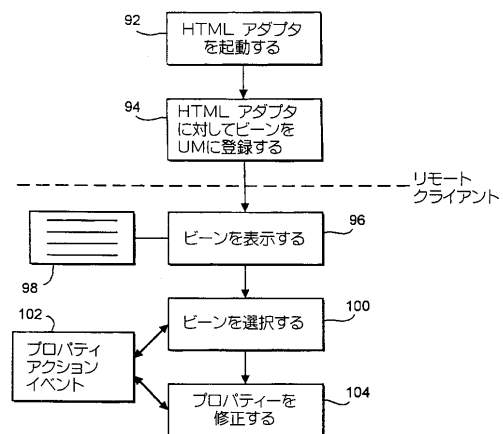 92
HTML アダプタ
を起動する
94
HTML アダプタ
に対してビーンを
UMに登録する
リモート
クライアント
96
ビーンを表示する
98
100
ビーンを選択する
102
プロパティ
アクション
イベント
104
プロパティーを
修正する